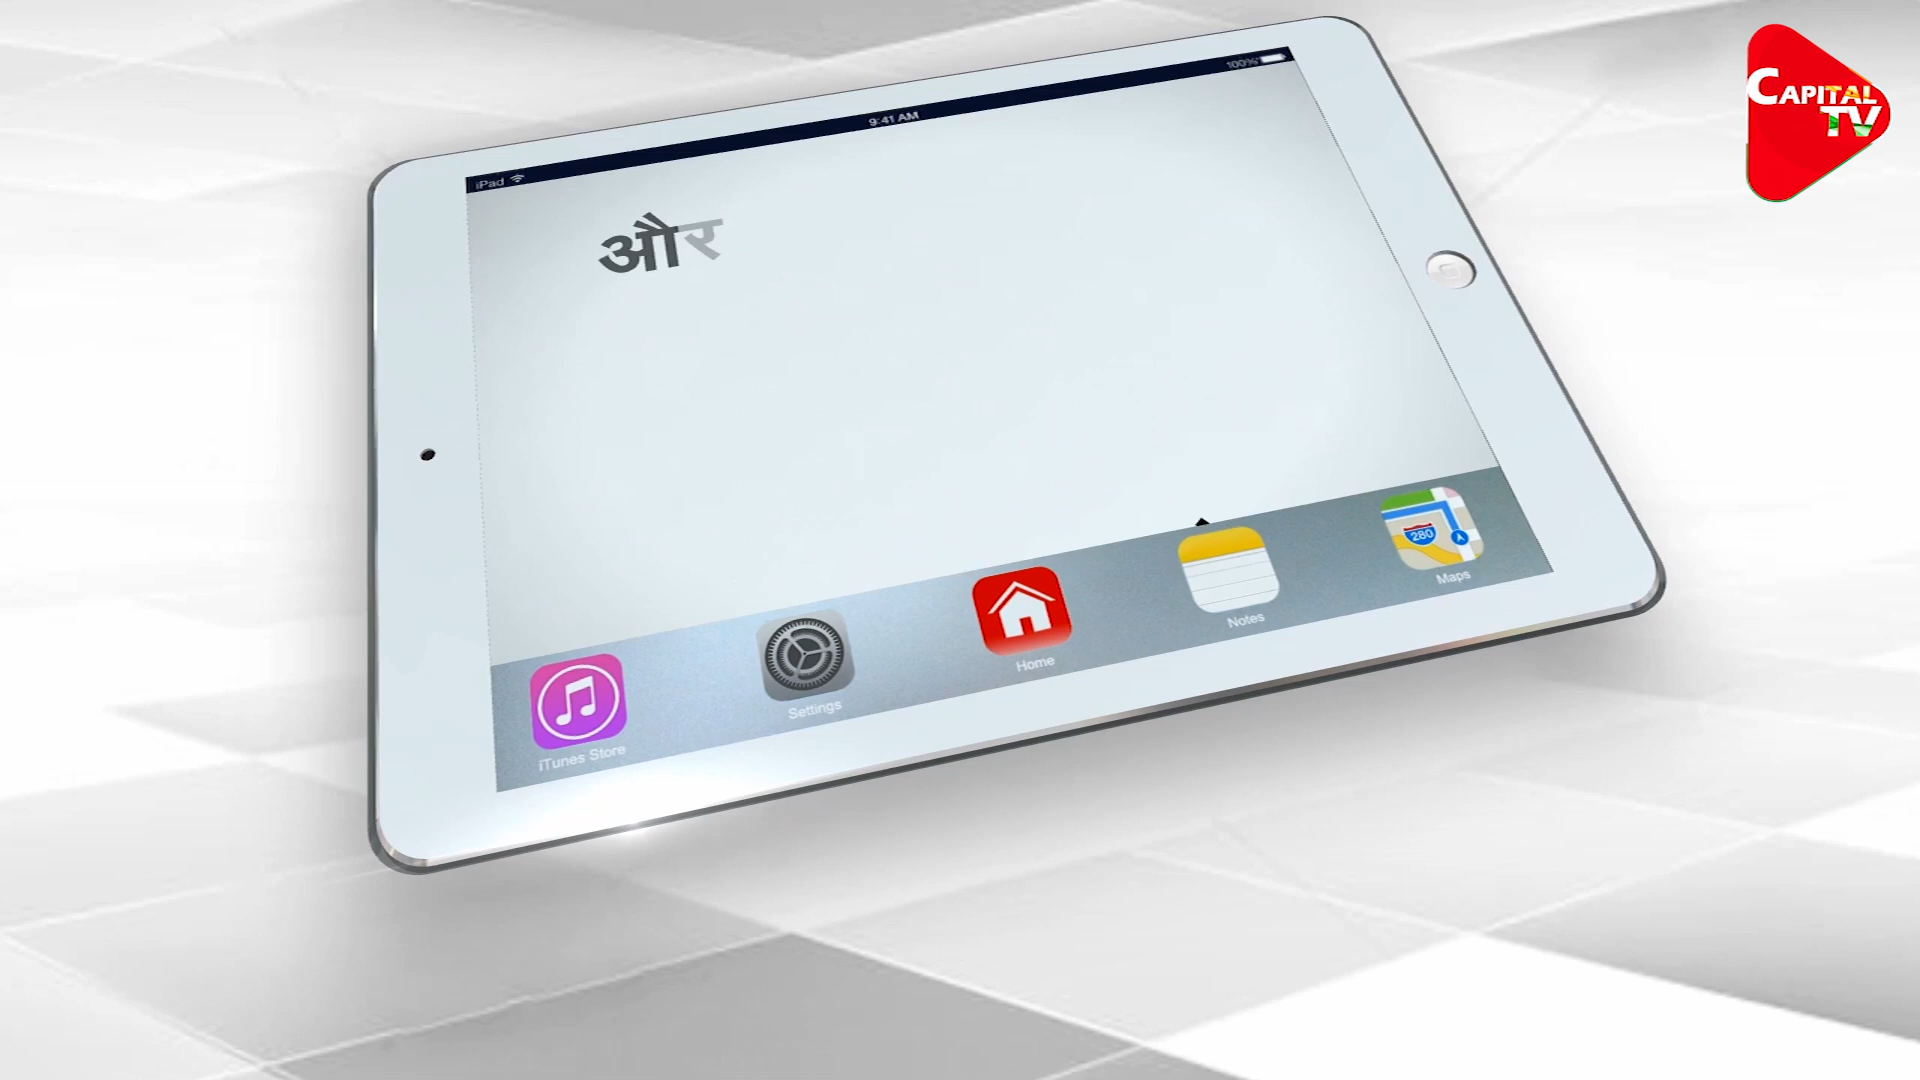 CAPITAL
TV
iPad
9:41 AM
100%
और
280
iTunes Store
Settings
Home
Notes
Maps